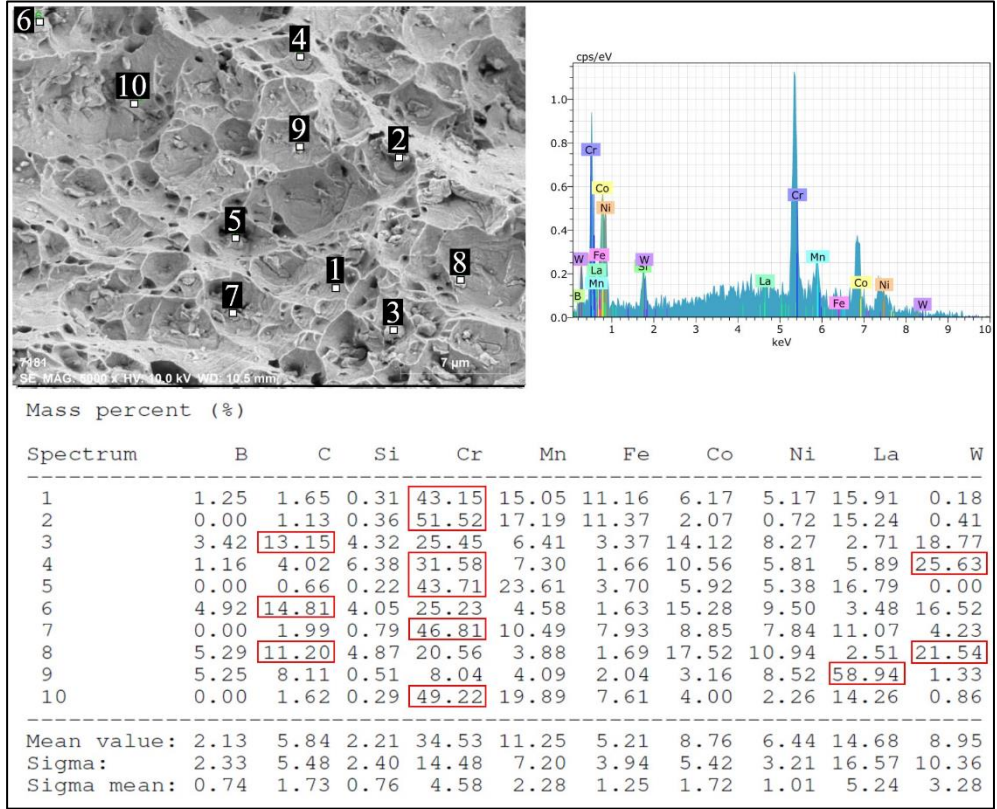 6
4
10
9
2
5
1
8
7
3
7181
7 µm
SE MAG: 6000 x HV: 10.0 kV WD: 10.5 mm
cps/eV
1.0
0.8
0.6
0.4
0.2
0.0
Cr
Co
Ni
W
Fe
La
Mn
B
W
Si
La
Cr
Mn
Fe
Co
Ni
W
1 2 3 4 5 6 7 8 9 10
keV
Mass percent (%)
Spectrum B C Si Cr Mn Fe Co Ni La W
1 1.25 1.65 0.31 43.15 15.05 11.16 6.17 5.17 15.91 0.18
2 0.00 1.13 0.36 51.52 17.19 11.37 2.07 0.72 15.24 0.41
3 3.42 13.15 4.32 25.45 6.41 3.37 14.12 8.27 2.71 18.77
4 1.16 4.02 6.38 31.58 7.30 1.66 10.56 5.81 5.89 25.63
5 0.00 0.66 0.22 43.71 23.61 3.70 5.92 5.38 16.79 0.00
6 4.92 14.81 4.05 25.23 4.58 1.63 15.28 9.50 3.48 16.52
7 0.00 1.99 0.79 46.81 10.49 7.93 8.85 7.84 11.07 4.23
8 5.29 11.20 4.87 20.56 3.88 1.69 17.52 10.94 2.51 21.54
9 5.25 8.11 0.51 8.04 4.09 2.04 3.16 8.52 58.94 1.33
10 0.00 1.62 0.29 49.22 19.89 7.61 4.00 2.26 14.26 0.86
Mean value: 2.13 5.84 2.21 34.53 11.25 5.21 8.76 6.44 14.68 8.95
Sigma: 2.33 5.48 2.40 14.48 7.20 3.94 5.42 3.21 16.57 10.36
Sigma mean: 0.74 1.73 0.76 4.58 2.28 1.25 1.72 1.01 5.24 3.28